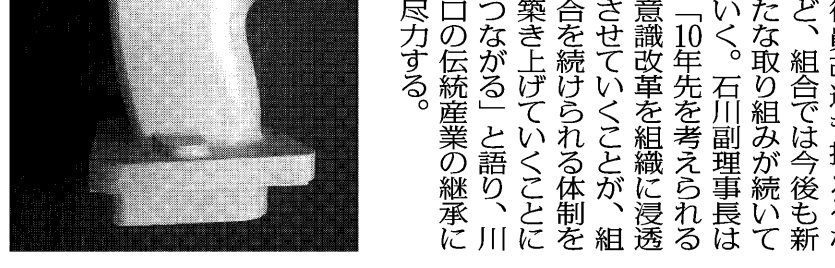 ど、組合では今後も新
たな取り組みが続いて
いく。石川副理事長は
「10年先を考えられる
意識改革を組織に浸透
させていくことが、組
合を続けられる体制を
築き上げていくことに
つながる」と語り、川
口の伝統産業の継承に
尽力する。